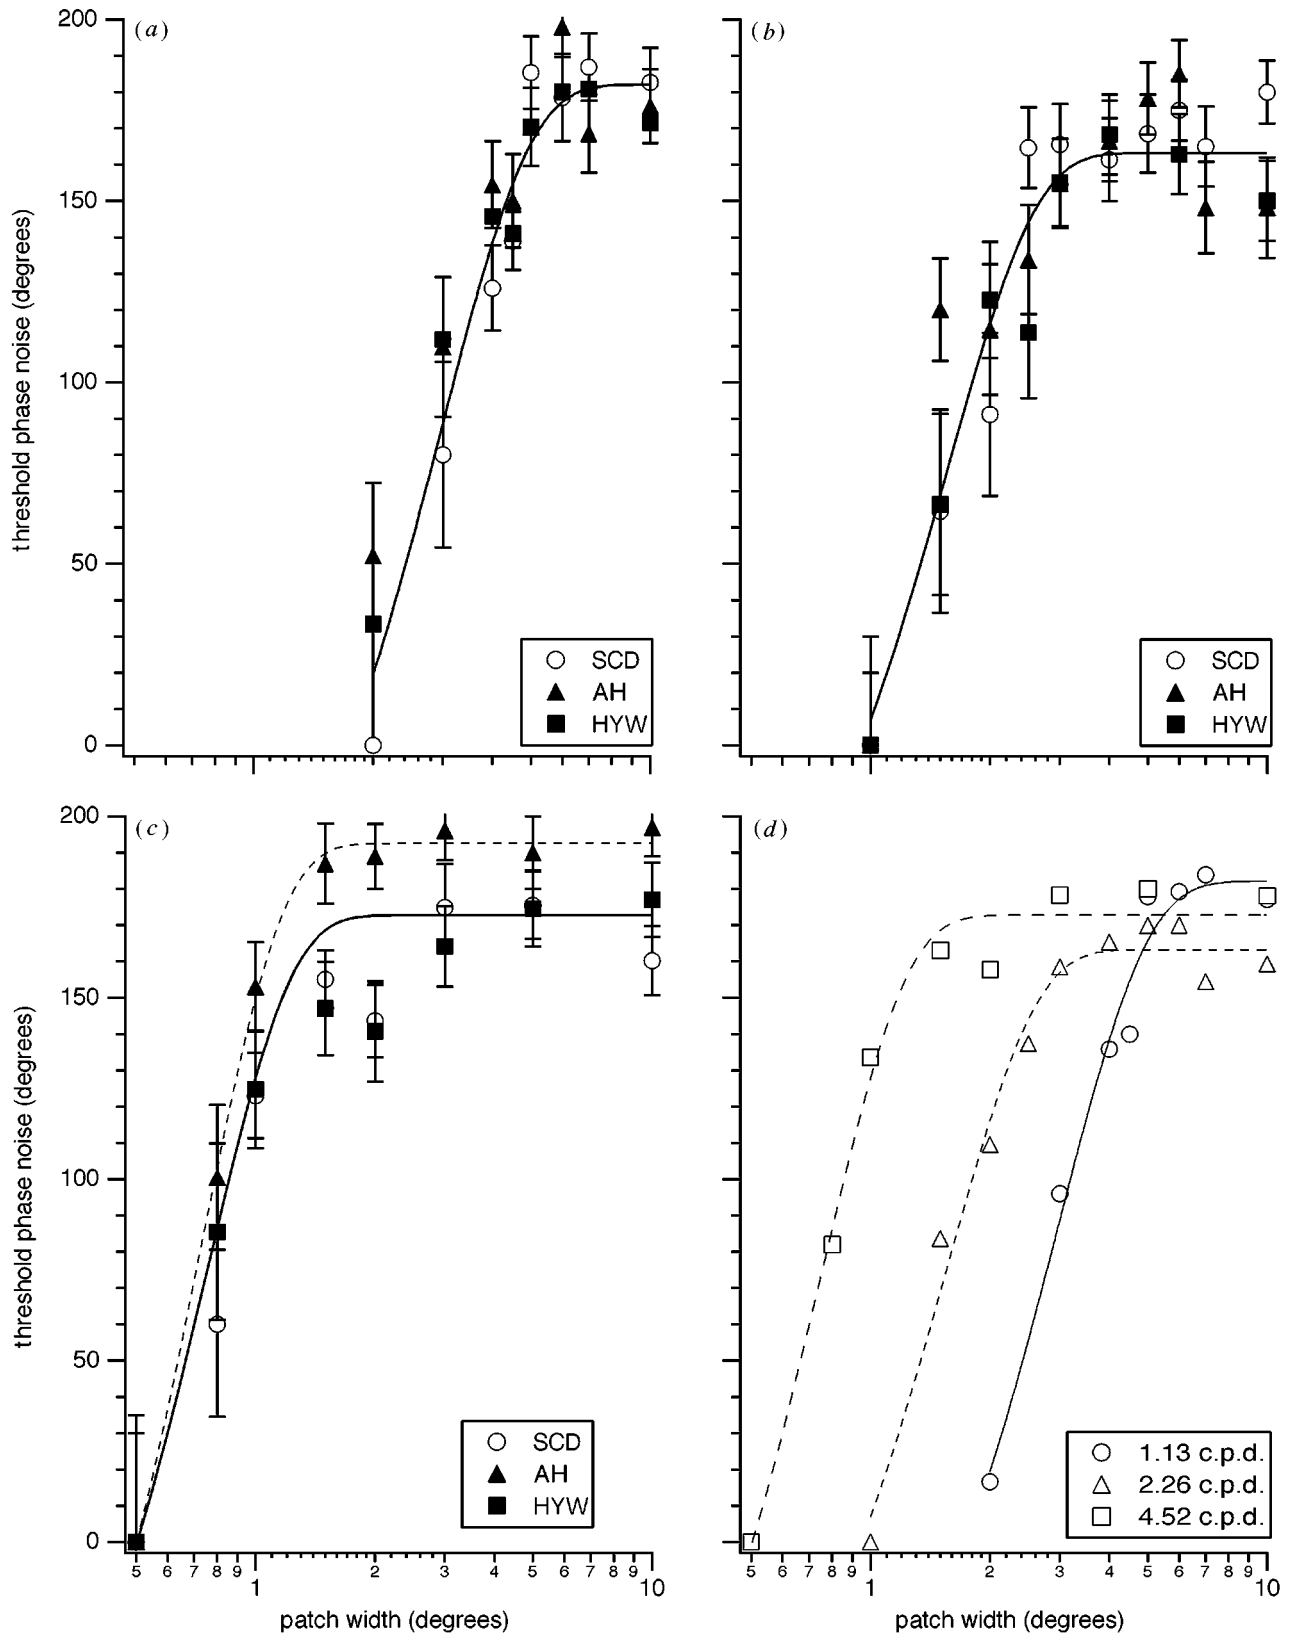 (a)
200
150
100
50
0
threshold phase noise (degrees)
SCD
AH
HYW
(b)
SCD
AH
HYW
(c)
200
150
100
50
0
threshold phase noise (degrees)
SCD
AH
HYW
5 6 7 8 9 1 2 3 4 5 6 7 8 9 10
patch width (degrees)
(d)
1.13 c.p.d.
2.26 c.p.d.
4.52 c.p.d.
5 6 7 8 9 1 2 3 4 5 6 7 8 9 10
patch width (degrees)